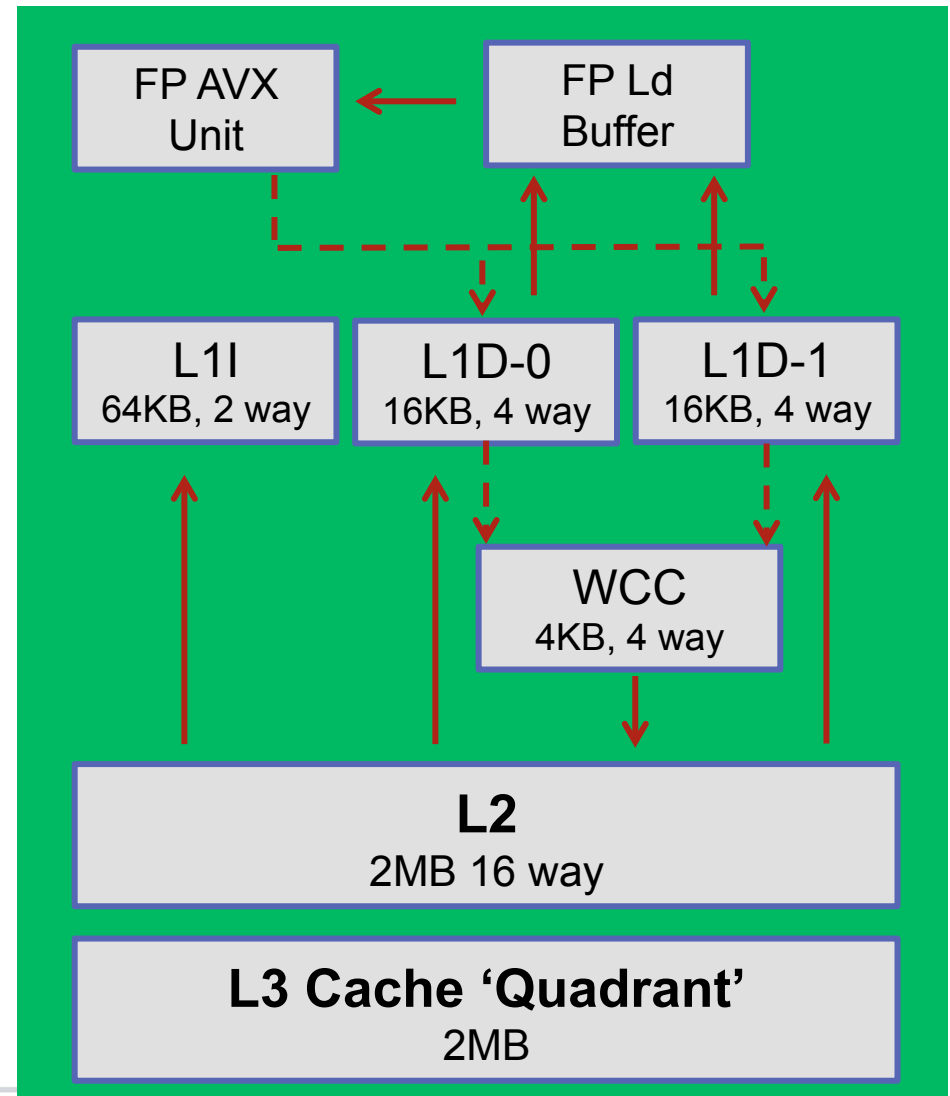 FP AVX
Unit
FP Ld
Buffer
L1I
64KB, 2 way
L1D-0
16KB, 4 way
L1D-1
16KB, 4 way
WCC
4KB, 4 way
L2
2MB 16 way
L3 Cache ‘Quadrant’
2MB